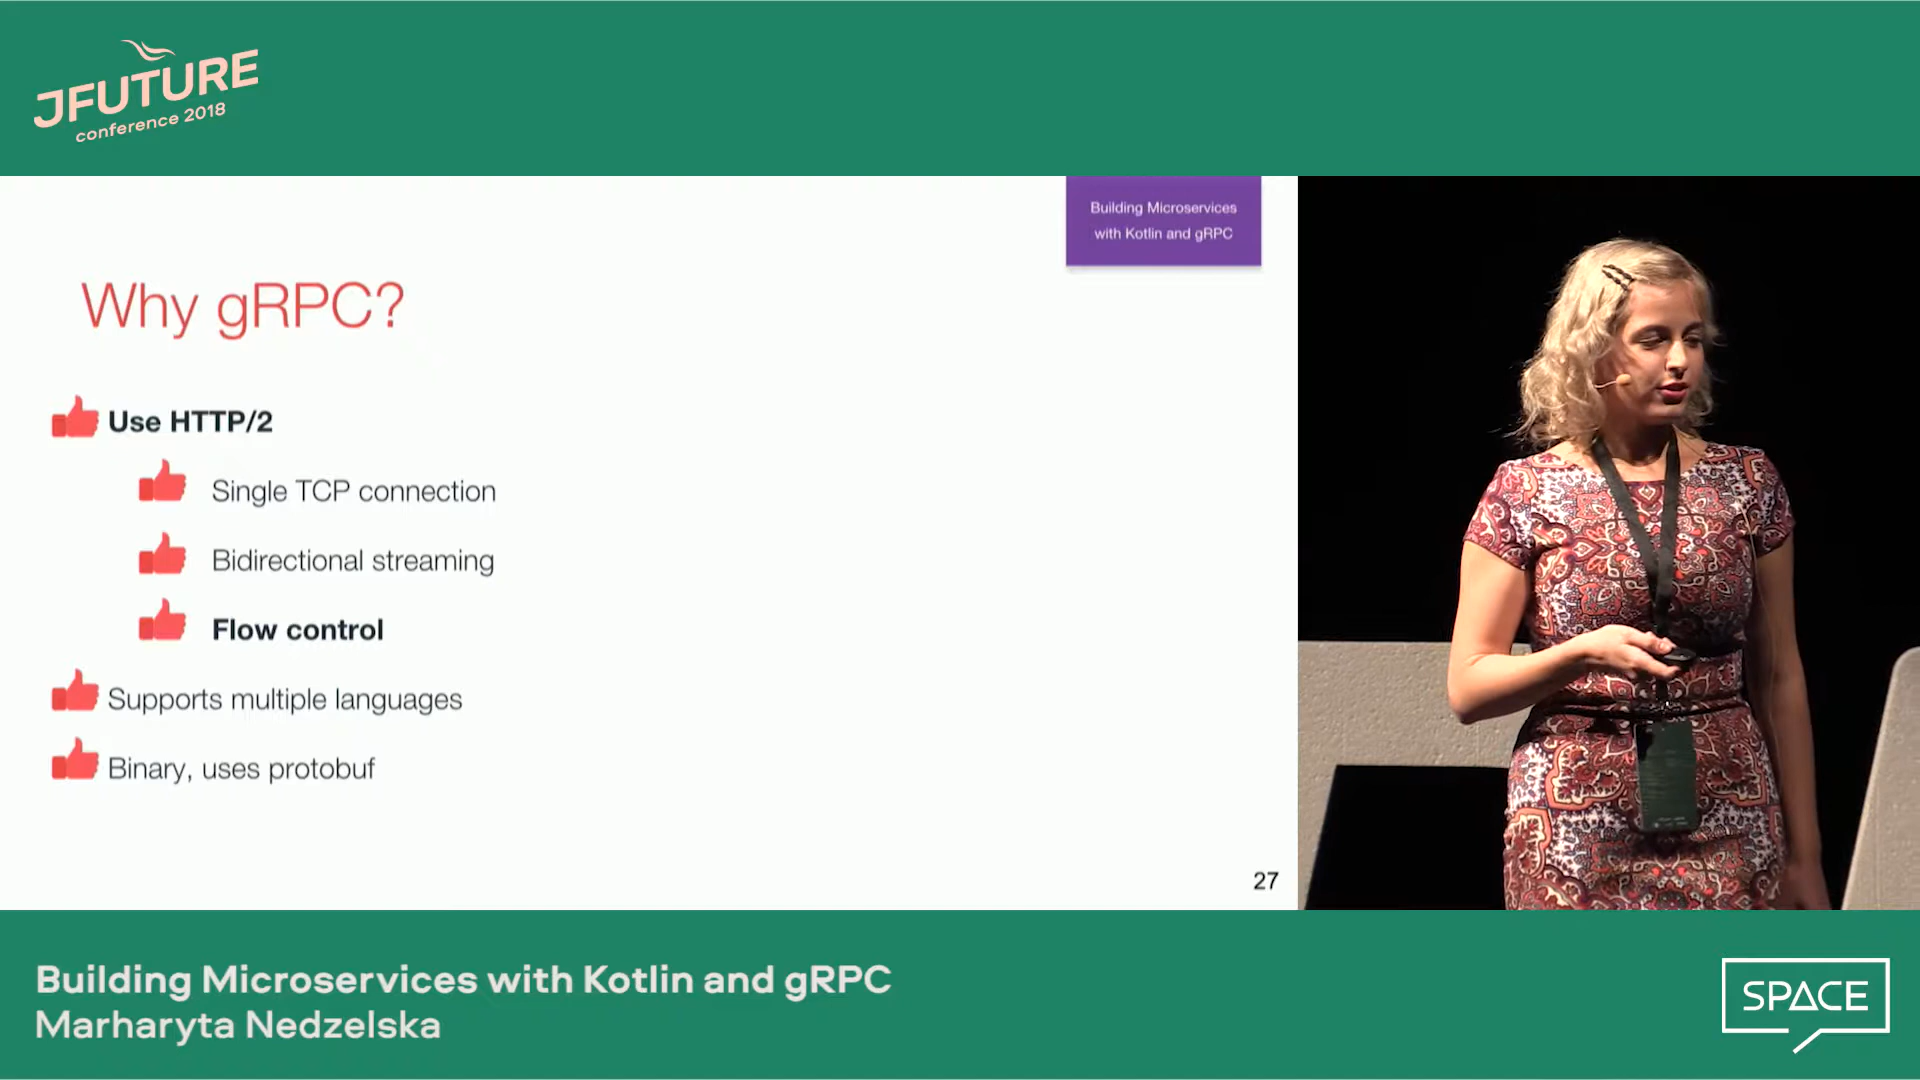 JFUTURE
conference 2018
Building Microservices
with Kotlin and gRPC
Why gRPC?
Use HTTP/2
Single TCP connection
Bidirectional streaming
Flow control
Supports multiple languages
Binary, uses protobuf
27
Building Microservices with Kotlin and gRPC
Marharyta Nedzelska
SPACE